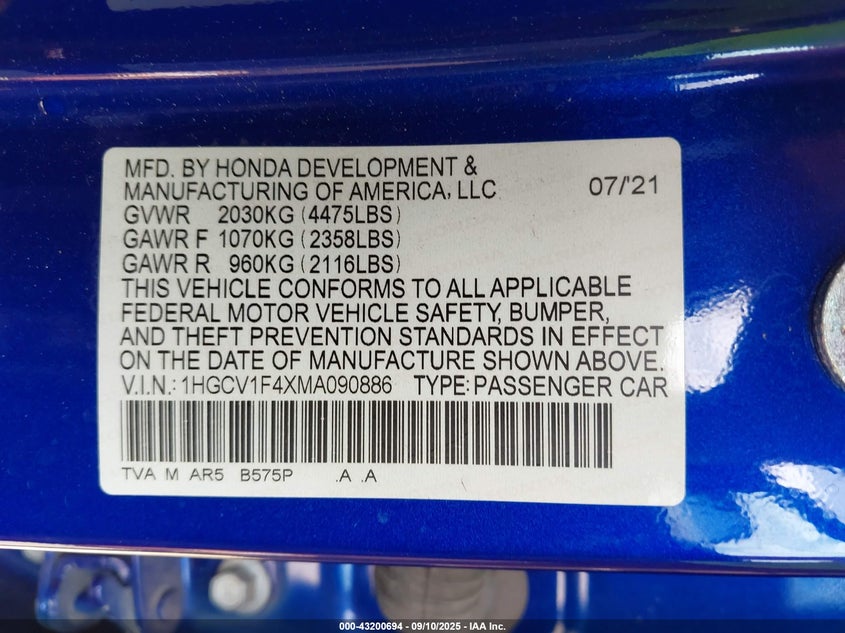 MFD. BY HONDA DEVELOPMENT &
MANUFACTURING OF AMERICA, LLC 07/'21
GVWR 2030KG (4475LBS)
GAWR F 1070KG (2358LBS)
GAWR R 960KG (2116LBS)
THIS VEHICLE CONFORMS TO ALL APPLICABLE
FEDERAL MOTOR VEHICLE SAFETY, BUMPER,
AND THEFT PREVENTION STANDARDS IN EFFECT
ON THE DATE OF MANUFACTURE SHOWN ABOVE.
V.I.N.: 1HGCV1F4XMA090886 TYPE: PASSENGER CAR
TVA M AR5 B575P .A .A
000-43200694 - 09/10/2025 - IAA Inc.